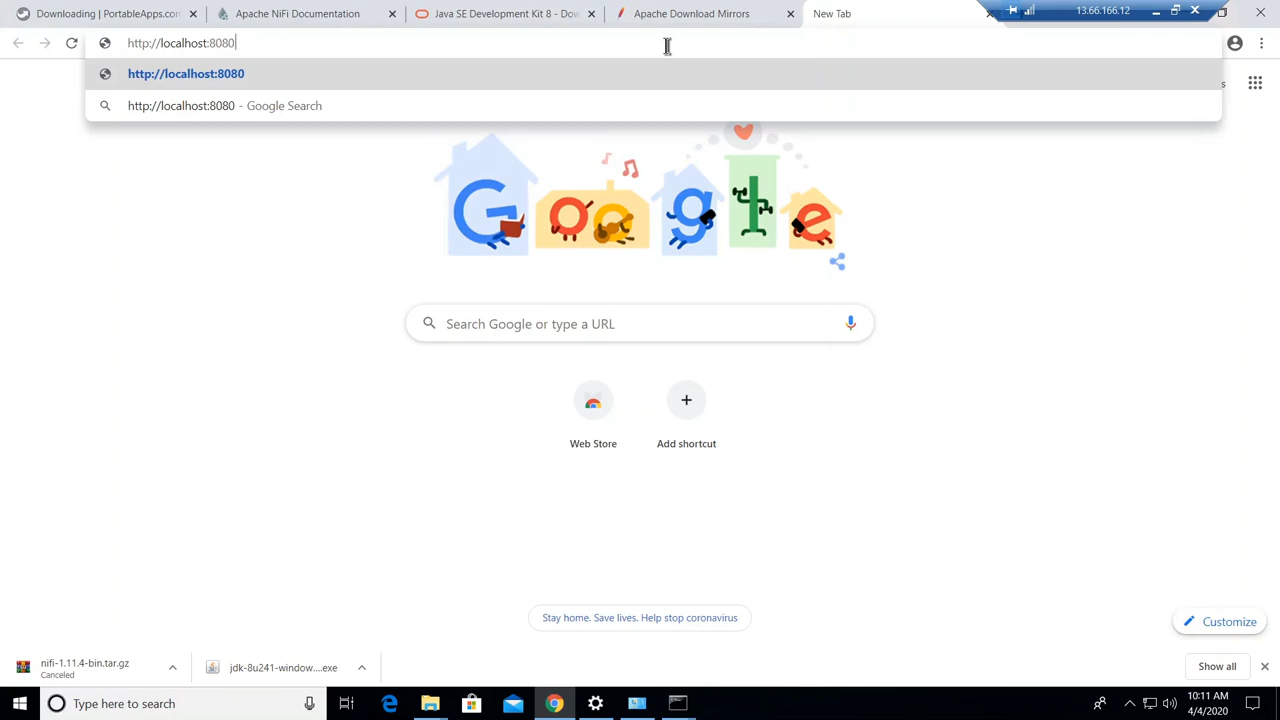 Downloading | PortableApps.com
Apache NiFi Documentation
Java SE Development Kit 8 - Dow
Apache Download Mirrors
New Tab
13.66.166.12
http://localhost:8080
http://localhost:8080
http://localhost:8080 - Google Search
Google
Search Google or type a URL
Web Store
Add shortcut
Stay home. Save lives. Help stop coronavirus
Customize
nifi-1.11.4-bin.tar.gz
Canceled
jdk-8u241-window....exe
Show all
Type here to search
10:11 AM
4/4/2020